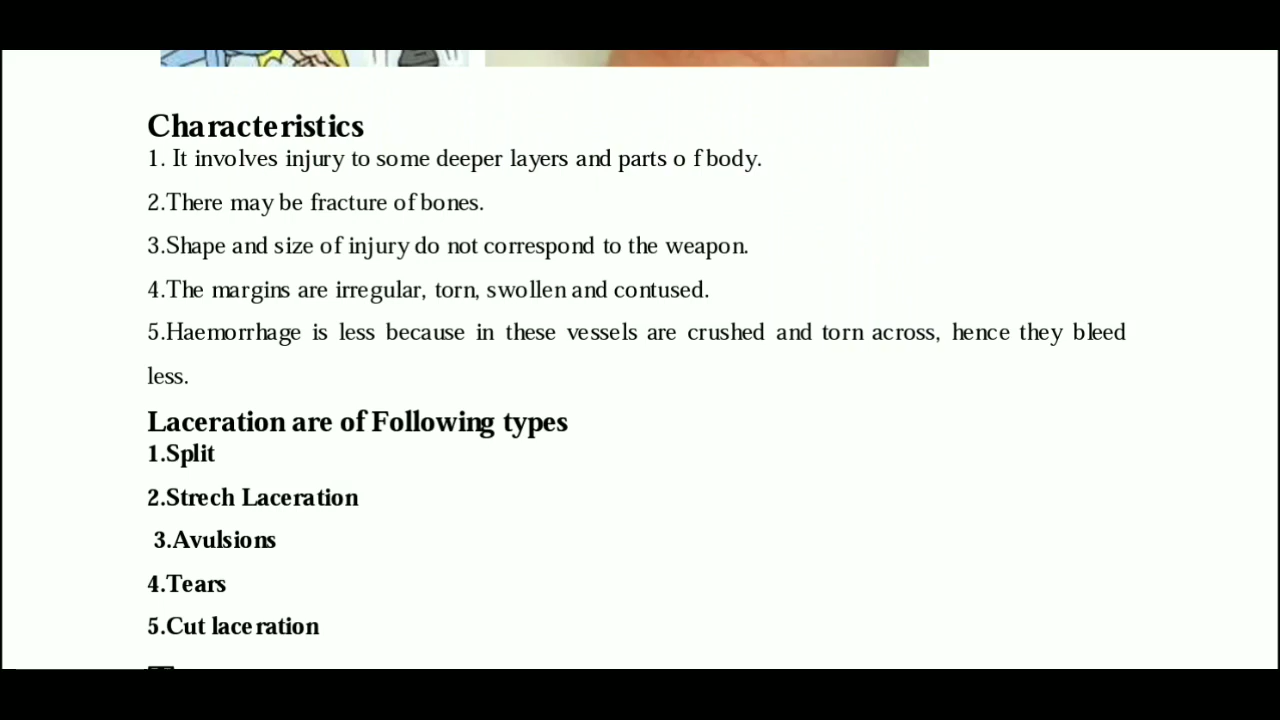 Characteristics
1. It involves injury to some deeper layers and parts o f body.
2.There may be fracture of bones.
3.Shape and size of injury do not correspond to the weapon.
4.The margins are irregular, torn, swollen and contused.
5.Haemorrhage is less because in these vessels are crushed and torn across, hence they bleed
less.
Laceration are of Following types
1.Split
2.Strech Laceration
3.Avulsions
4.Tears
5.Cut laceration